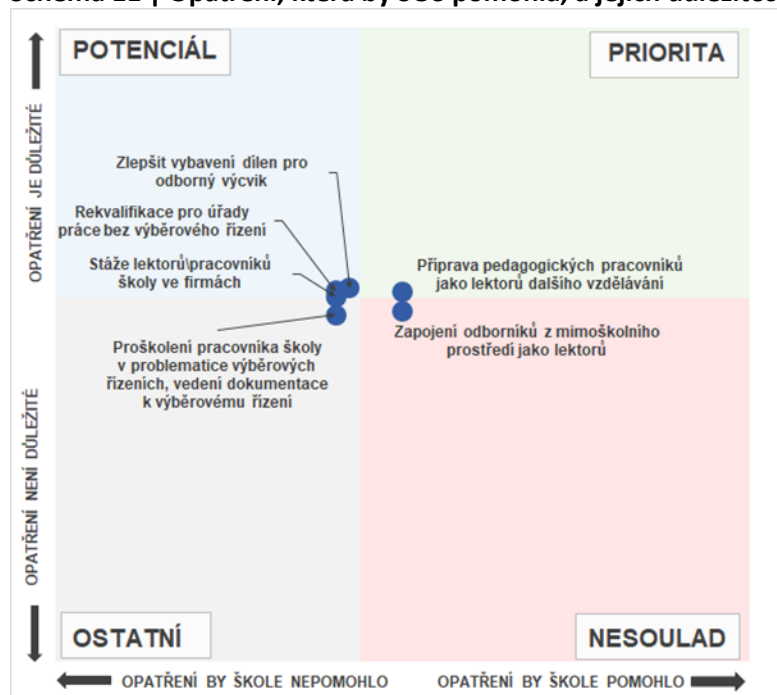 POTENCIÁL
PRIORITA
OPATŘENÍ JE DŮLEŽITÉ
Zlepšit vybavení dílen pro
odborný výcvik
Rekvalifikace pro úřady
práce bez výběrového řízení
Stáže lektorů\pracovníků
školy ve firmách
Příprava pedagogických pracovníků
jako lektorů dalšího vzdělávání
Zapojení odborníků z mimoškolního
prostředí jako lektorů
Proškolení pracovníka školy
v problematice výběrových
řízeních, vedení dokumentace
k výběrovému řízení
OPATŘENÍ NENÍ DŮLEŽITÉ
OSTATNÍ
NESOULAD
OPATŘENÍ BY ŠKOLE NEPOMOHLO
OPATŘENÍ BY ŠKOLE POMOHLO